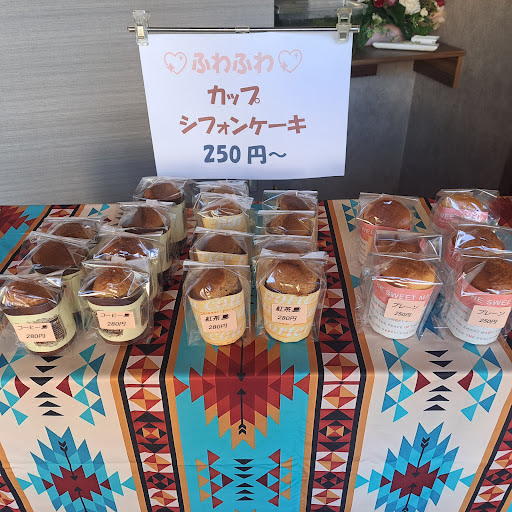 ♡ふわふわ♡
カップ
シフォンケーキ
250円～
コーヒー
280円
コーヒー
280円
紅茶
280円
紅茶
280円
プレーン
250円
プレーン
250円